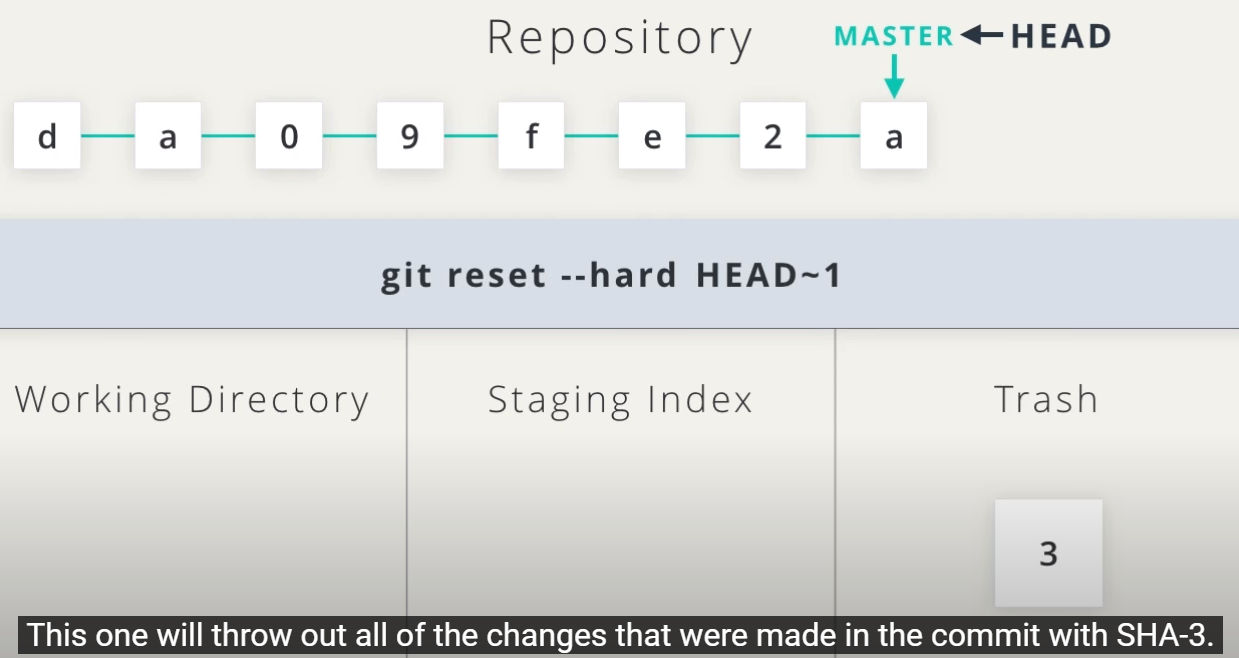 Repository
MASTER HEAD
d a 0 9 f e 2 a
git reset --hard HEAD~1
Working Directory
Staging Index
Trash
3
This one will throw out all of the changes that were made in the commit with SHA-3.